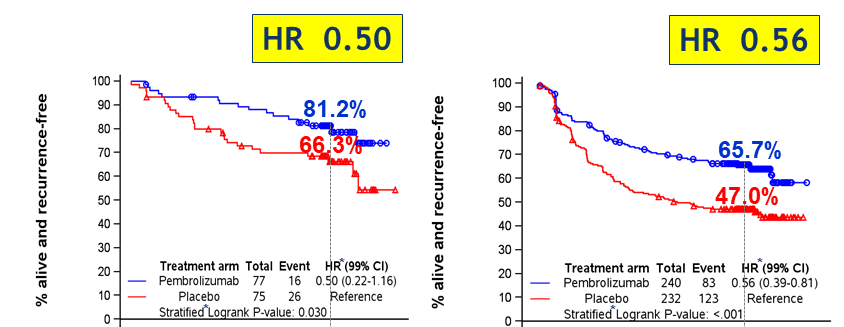 HR 0.50
% alive and recurrence-free
100
90
80
70
60
50
40
30
20
10
0
81.2%
66.3%
Treatment arm Total Event HR* (99% CI)
Pembrolizumab 77 16 0.50 (0.22-1.16)
Placebo 75 26 Reference
*Stratified Logrank P-value: 0.030
HR 0.56
% alive and recurrence-free
100
90
80
70
60
50
40
30
20
10
0
65.7%
47.0%
Treatment arm Total Event HR* (99% CI)
Pembrolizumab 240 83 0.56 (0.39-0.81)
Placebo 232 123 Reference
*Stratified Logrank P-value: <.001